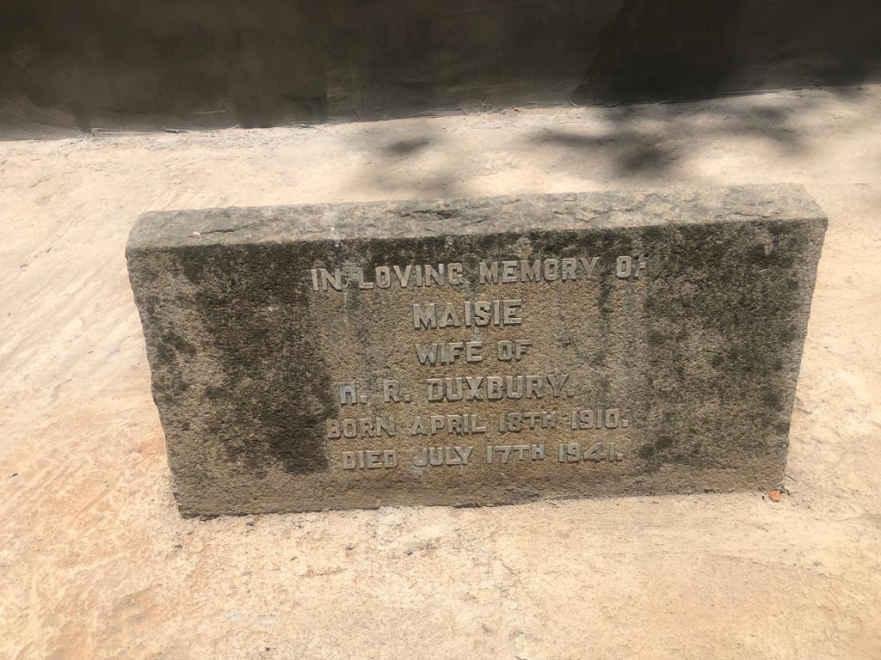 IN LOVING MEMORY OF
MAISIE
WIFE OF
H. R. DUXBURY.
BORN APRIL 18TH 1910.
DIED JULY 17TH 1941.